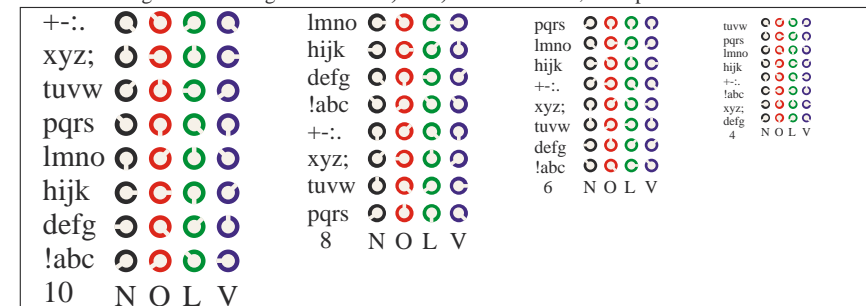 +-:.
xyz;
tuvw
pqrs
lmno
hijk
defg
!abc
10 N O L V
lmno
hijk
defg
!abc
+-:.
xyz;
tuvw
pqrs
8 N O L V
pqrs
lmno
hijk
+-:.
xyz;
tuvw
defg
!abc
6 N O L V
tuvw
pqrs
lmno
hijk
+-:.
!abc
xyz;
defg
4 N O L V